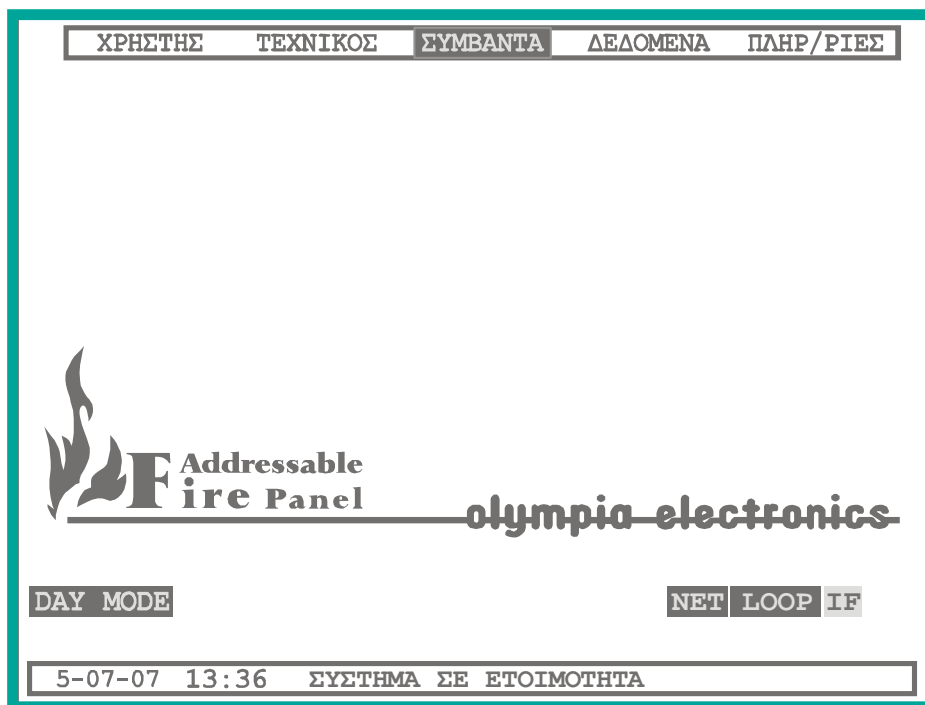 ΧΡΗΣΤΗΣ ΤΕΧΝΙΚΟΣ ΣΥΜΒΑΝΤΑ ΔΕΔΟΜΕΝΑ ΠΛΗΡ/ΡΙΕΣ
Addressable
Fire Panel
olympia electronics
DAY MODE NET LOOP IF
5-07-07 13:36 ΣΥΣΤΗΜΑ ΣΕ ΕΤΟΙΜΟΤΗΤΑ